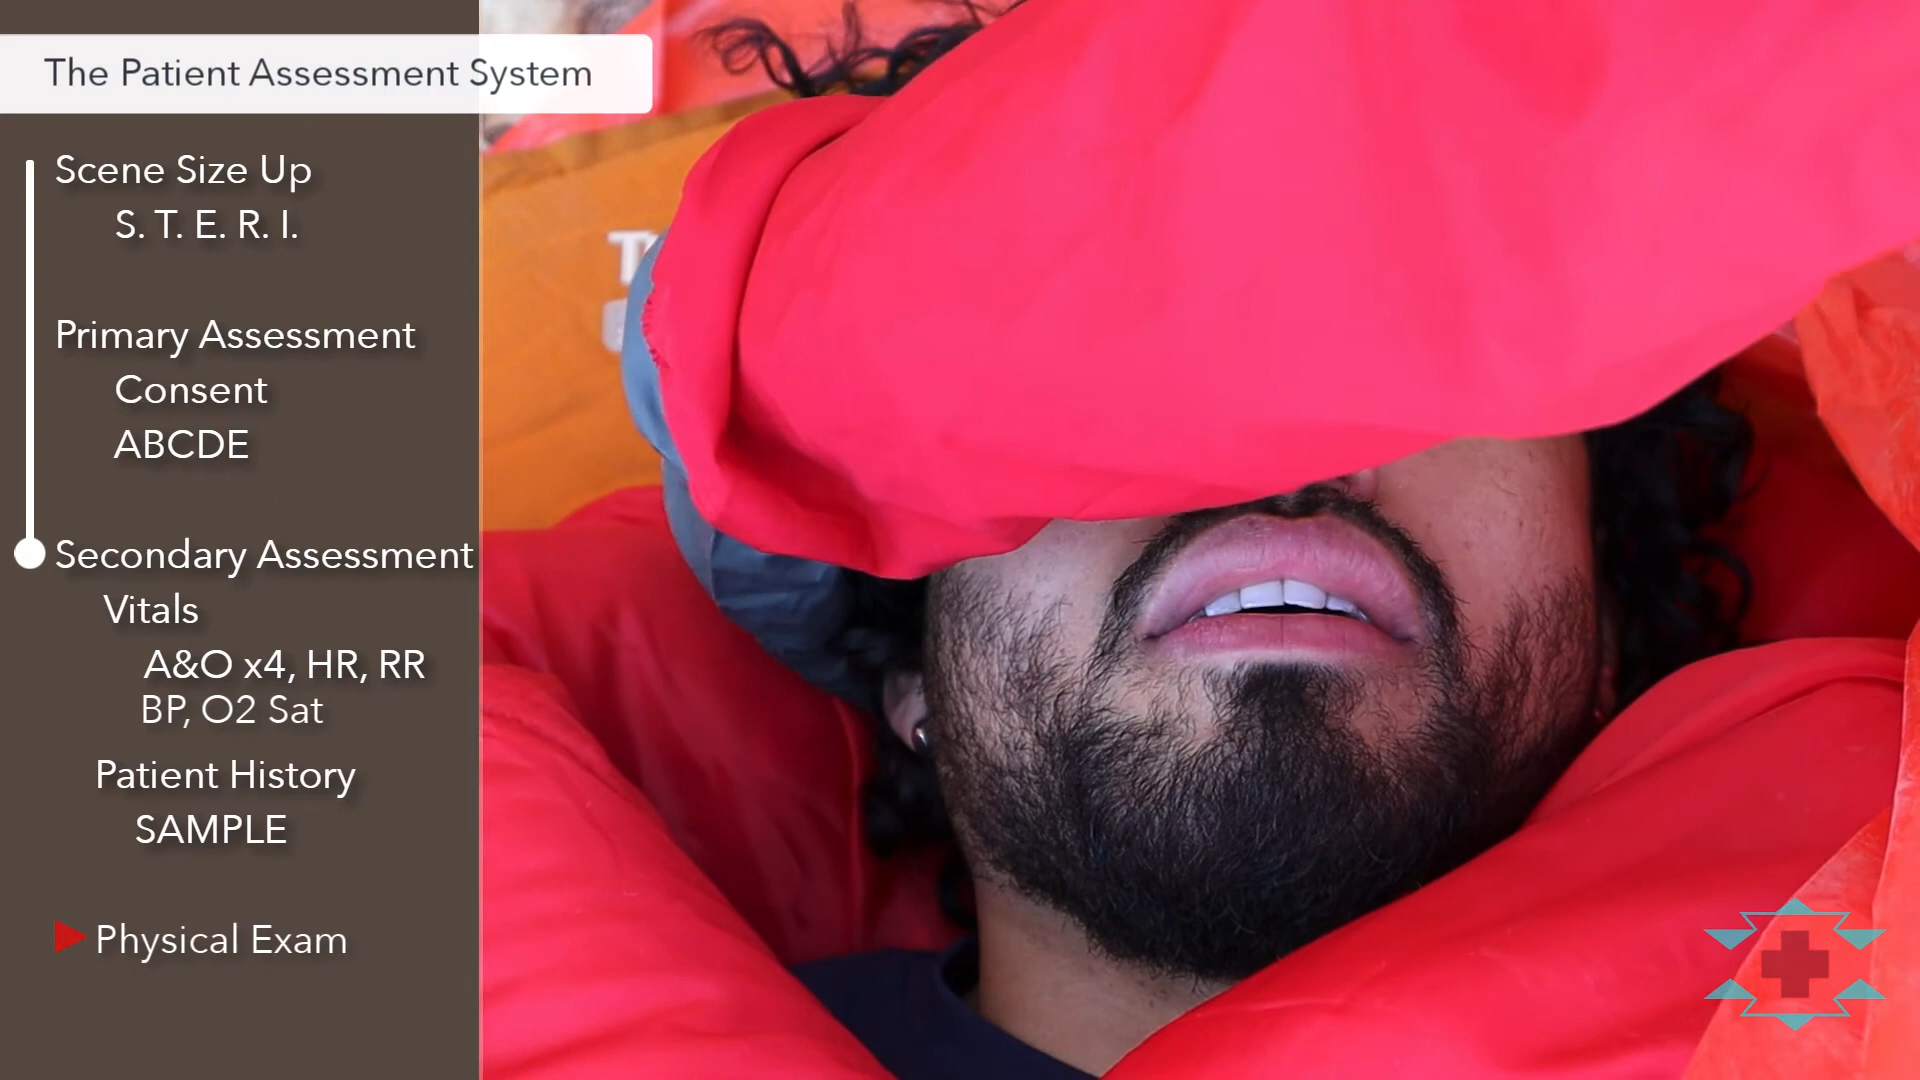 The Patient Assessment System
Scene Size Up
S. T. E. R. I.
Primary Assessment
Consent
ABCDE
Secondary Assessment
Vitals
A&O x4, HR, RR
BP, O2 Sat
Patient History
SAMPLE
Physical Exam